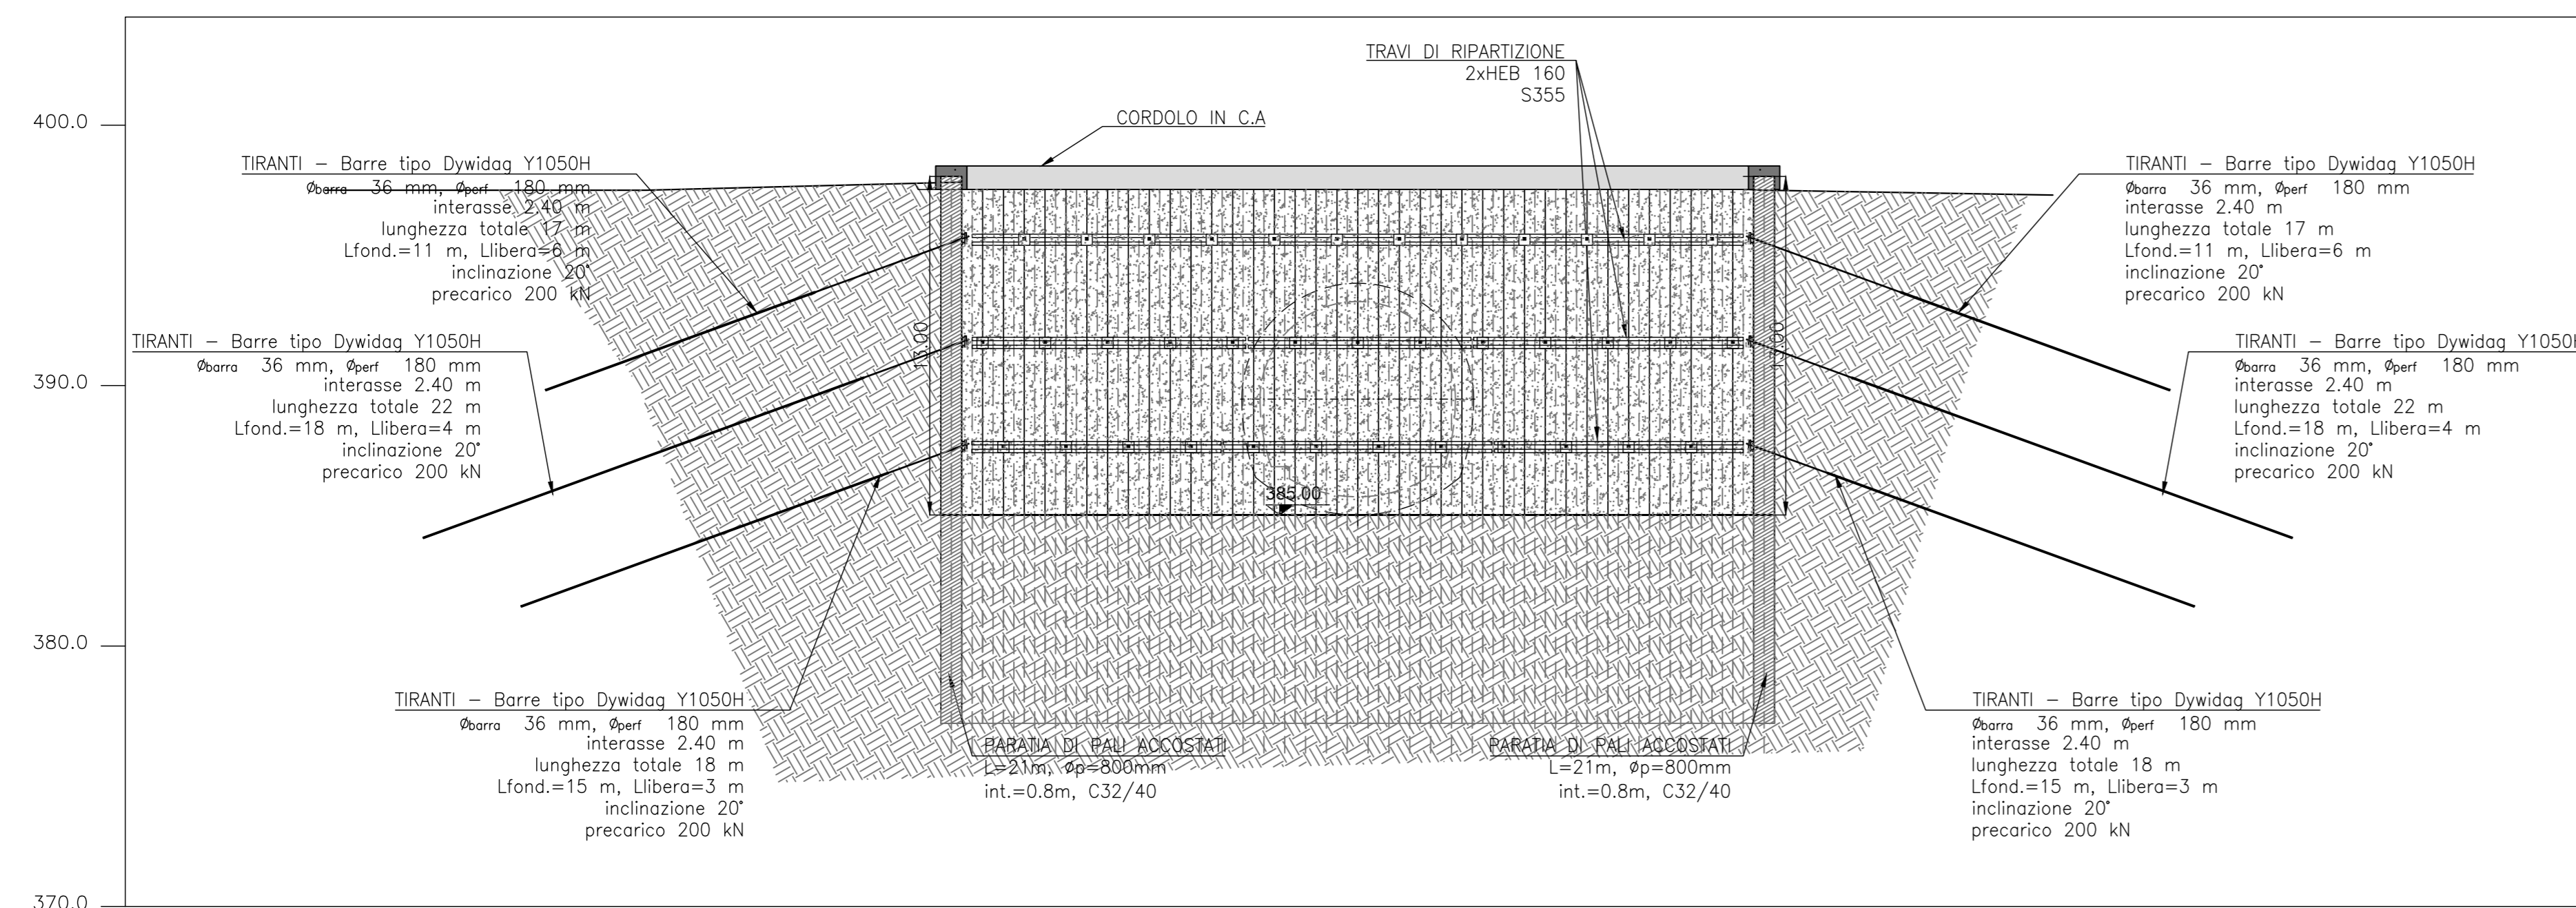 TRAVI DI RIPARTIZIONE
2xHEB 160
S355
CORDOLO IN C.A
400.0
390.0
380.0
370.0
TIRANTI – Barre tipo Dywidag Y1050H
Øbarra 36 mm, Øperf 180 mm
interasse 2.40 m
lunghezza totale 17 m
Lfond.=11 m, Llibera=6 m
inclinazione 20°
precarico 200 kN
TIRANTI – Barre tipo Dywidag Y1050H
Øbarra 36 mm, Øperf 180 mm
interasse 2.40 m
lunghezza totale 22 m
Lfond.=18 m, Llibera=4 m
inclinazione 20°
precarico 200 kN
TIRANTI – Barre tipo Dywidag Y1050H
Øbarra 36 mm, Øperf 180 mm
interasse 2.40 m
lunghezza totale 18 m
Lfond.=15 m, Llibera=3 m
inclinazione 20°
precarico 200 kN
13.00
385.00
13.00
PARATIA DI PALI ACCOSTATI
L=21m, øp=800mm
int.=0.8m, C32/40
PARATIA DI PALI ACCOSTATI
L=21m, øp=800mm
int.=0.8m, C32/40
TIRANTI – Barre tipo Dywidag Y1050H
Øbarra 36 mm, Øperf 180 mm
interasse 2.40 m
lunghezza totale 17 m
Lfond.=11 m, Llibera=6 m
inclinazione 20°
precarico 200 kN
TIRANTI – Barre tipo Dywidag Y1050H
Øbarra 36 mm, Øperf 180 mm
interasse 2.40 m
lunghezza totale 22 m
Lfond.=18 m, Llibera=4 m
inclinazione 20°
precarico 200 kN
TIRANTI – Barre tipo Dywidag Y1050H
Øbarra 36 mm, Øperf 180 mm
interasse 2.40 m
lunghezza totale 18 m
Lfond.=15 m, Llibera=3 m
inclinazione 20°
precarico 200 kN